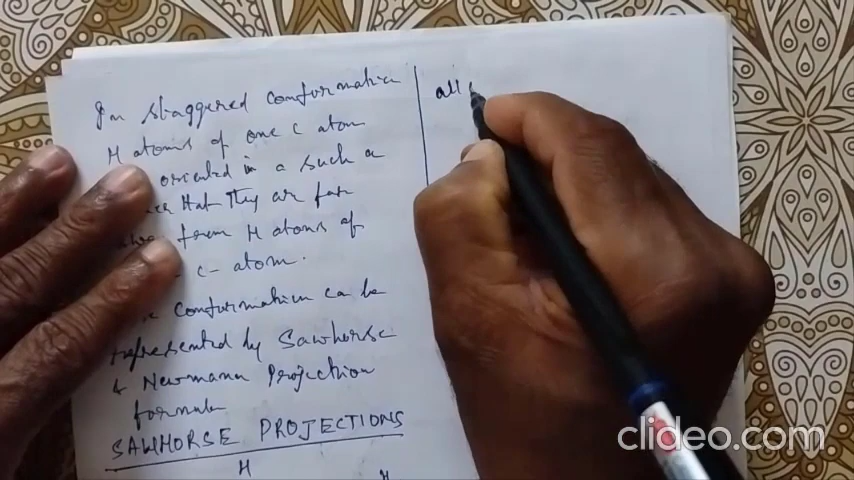 In staggered conformation
H atoms of one C atom
oriented in a such a
that they are far
from H atoms of
C-atom.
conformation can be
represented by Sawhorse
& Newmann Projection
formula
SAWHORSE PROJECTIONS
H
H
all
clideo.com